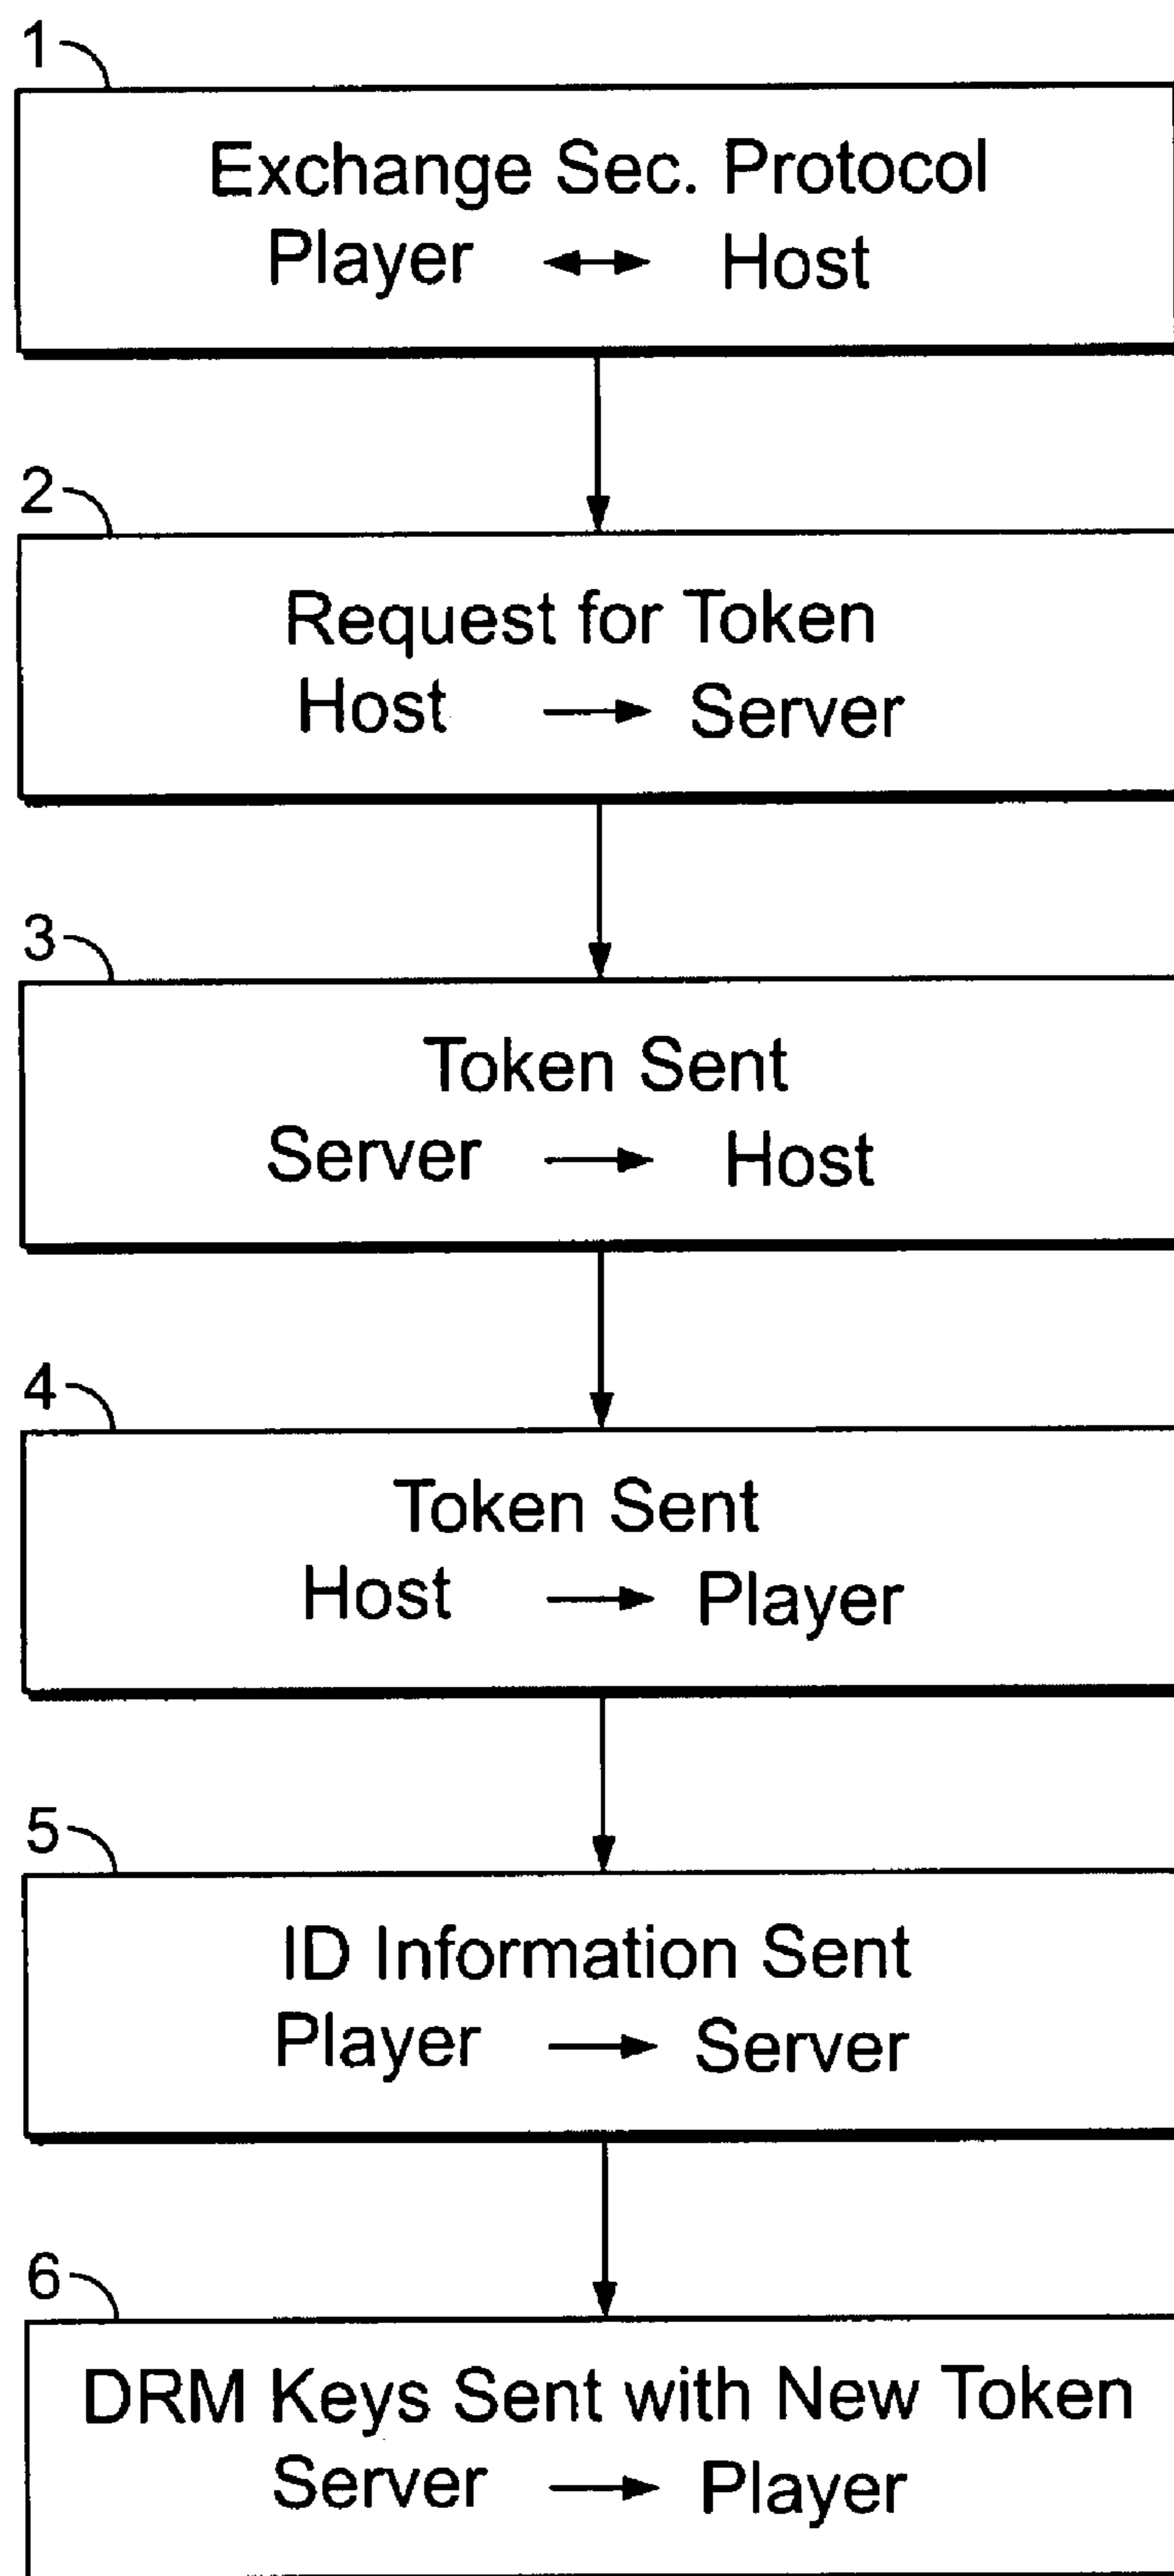 1
Exchange Sec. Protocol
Player ↔ Host
2
Request for Token
Host → Server
3
Token Sent
Server → Host
4
Token Sent
Host → Player
5
ID Information Sent
Player → Server
6
DRM Keys Sent with New Token
Server → Player